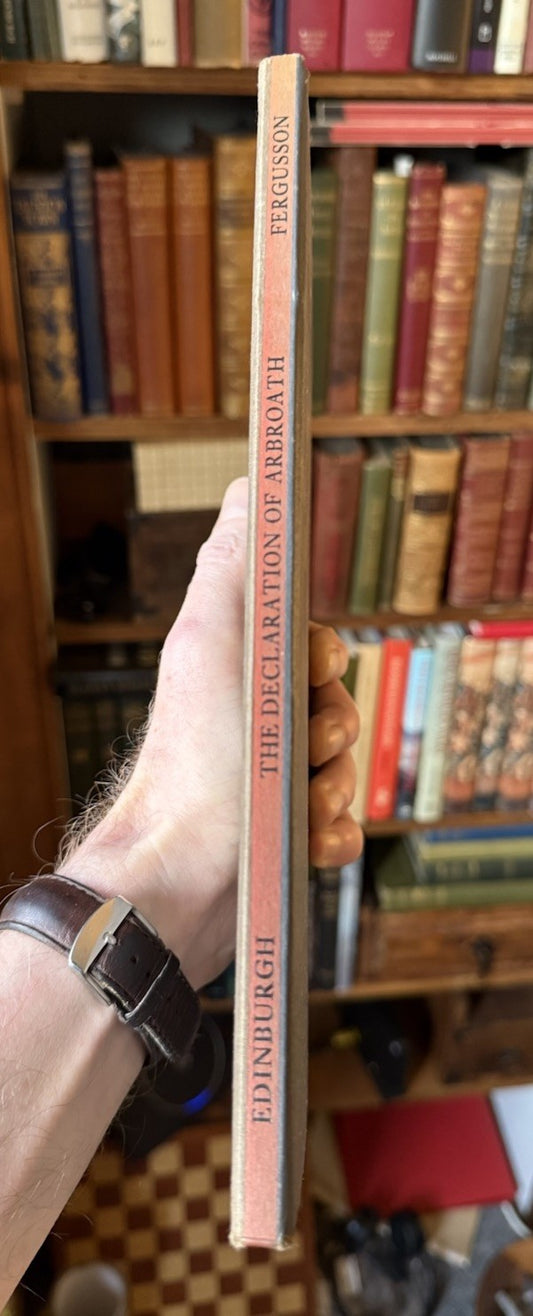 EDINBURGH
THE DECLARATION OF ARBROATH
FERGUSSON